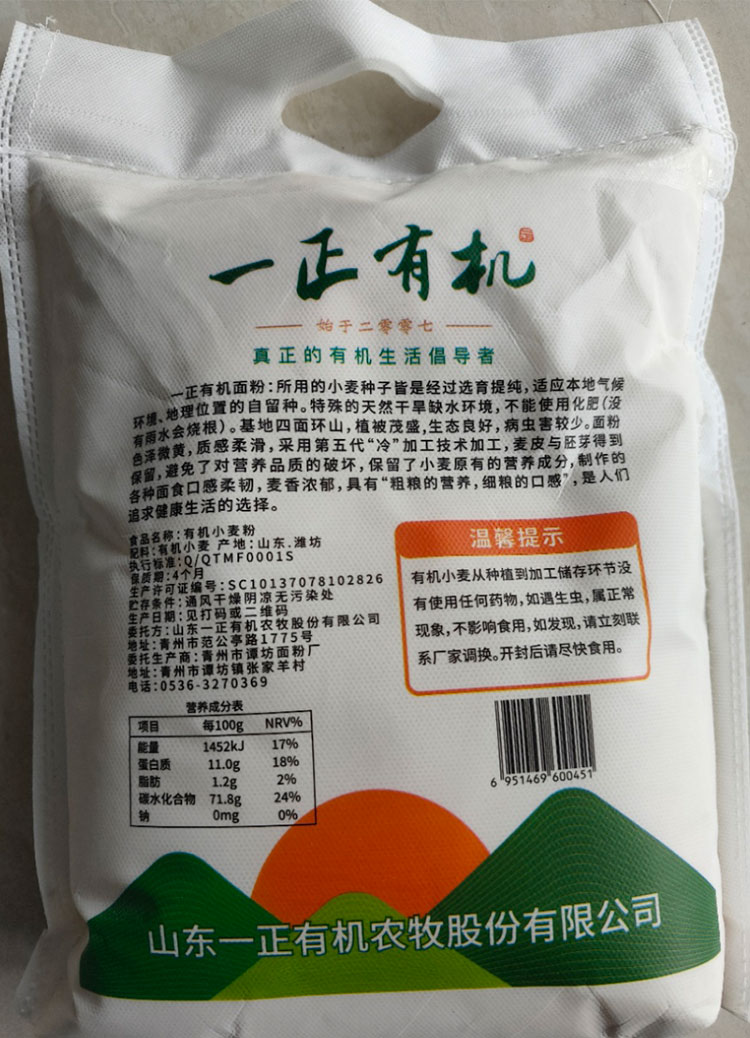 一正有机
始于二零零七
真正的有机生活倡导者
一正有机面粉：所用的小麦种子皆是经过选育提纯，适应本地气候
环境、地理位置的自留种。特殊的天然干旱缺水环境，不能使用化肥(没
有雨水会烧根)。基地四面环山，植被茂盛，生态良好，病虫害较少。面粉
色泽微黄，质感柔滑，采用第五代“冷”加工技术加工，麦皮与胚芽得到
保留，避免了对营养品质的破坏，保留了小麦原有的营养成分，制作的
各种面食口感柔韧，麦香浓郁，具有“粗粮的营养，细粮的口感”，是人们
追求健康生活的选择。
食品名称：有机小麦粉
配料：有机小麦 产地：山东.潍坊
执行标准：Q/QTMF0001S
保质期：4个月
生产许可证编号：SC10137078102826
贮存条件：通风干燥阴凉无污染处
生产日期：见打码或二维码
委托方：山东一正有机农牧股份有限公司
地址：青州市范公亭路1775号
委托生产商：青州市谭坊面粉厂
地址：青州市谭坊镇张家羊村
电话：0536-3270369
温馨提示
有机小麦从种植到加工储存环节没
有使用任何药物，如遇生虫，属正常
现象，不影响食用，如发现，请立刻联
系厂家调换。开封后请尽快食用。
营养成分表
项目 每100g NRV%
能量 1452kJ 17%
蛋白质 11.0g 18%
脂肪 1.2g 2%
碳水化合物 71.8g 24%
钠 0mg 0%
6 951469 600451
山东一正有机农牧股份有限公司